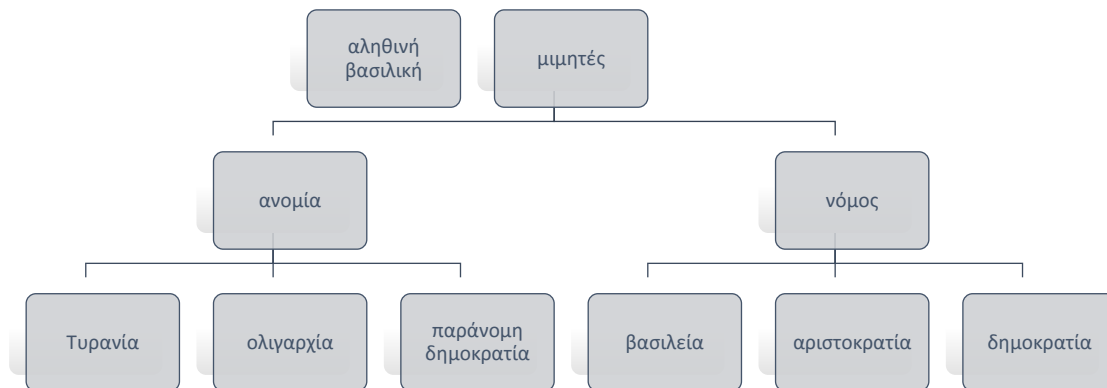 αληθινή
βασιλική
μιμητές
ανομία
νόμος
Τυρανία
ολιγαρχία
παράνομη
δημοκρατία
βασιλεία
αριστοκρατία
δημοκρατία